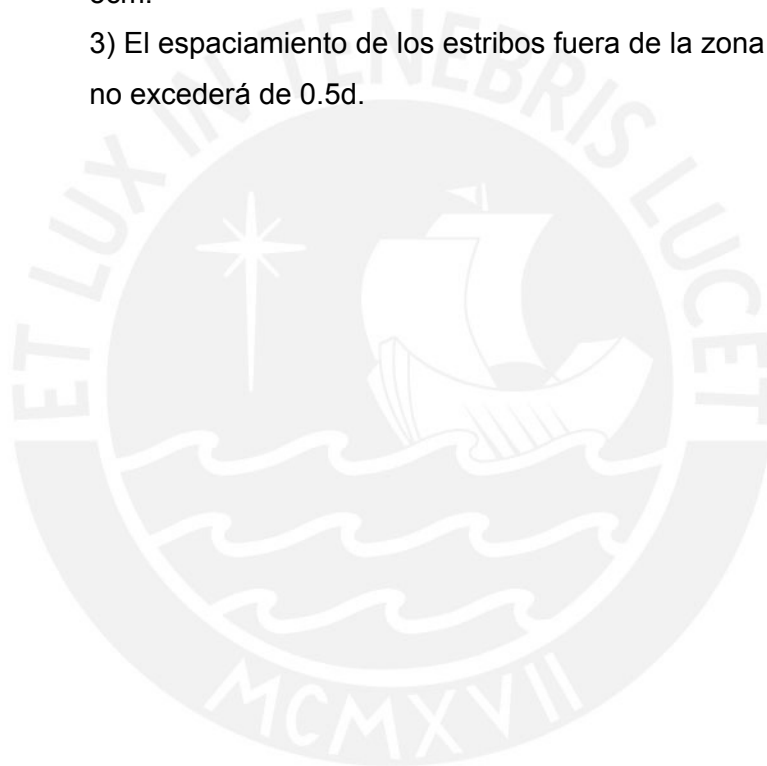 3) El espaciamiento de los estribos fuera de la zona
no excederá de 0.5d.
ET LUX IN TENEBRIS LUCET
MCMXVII